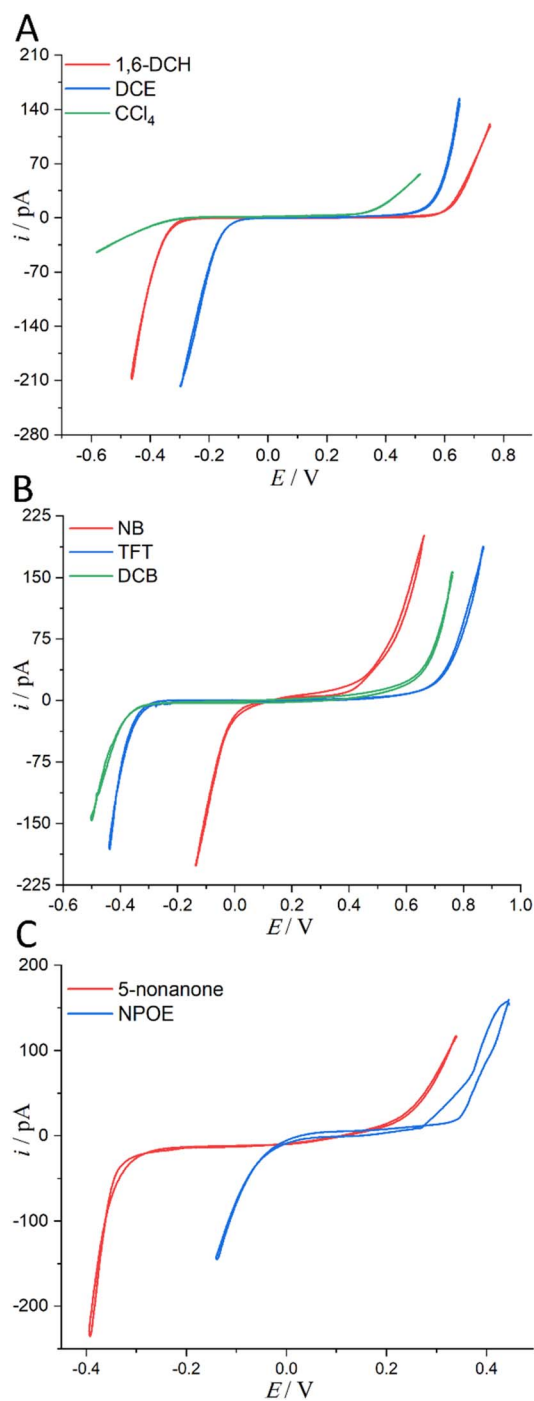 A
210
140
70
0
-70
-140
-210
-280
i / pA
1,6-DCH
DCE
CCl₄
-0.6 -0.4 -0.2 0.0 0.2 0.4 0.6 0.8
E / V
B
225
150
75
0
-75
-150
-225
i / pA
NB
TFT
DCB
-0.6 -0.4 -0.2 0.0 0.2 0.4 0.6 0.8 1.0
E / V
C
200
100
0
-100
-200
i / pA
5-nonanone
NPOE
-0.4 -0.2 0.0 0.2 0.4
E / V